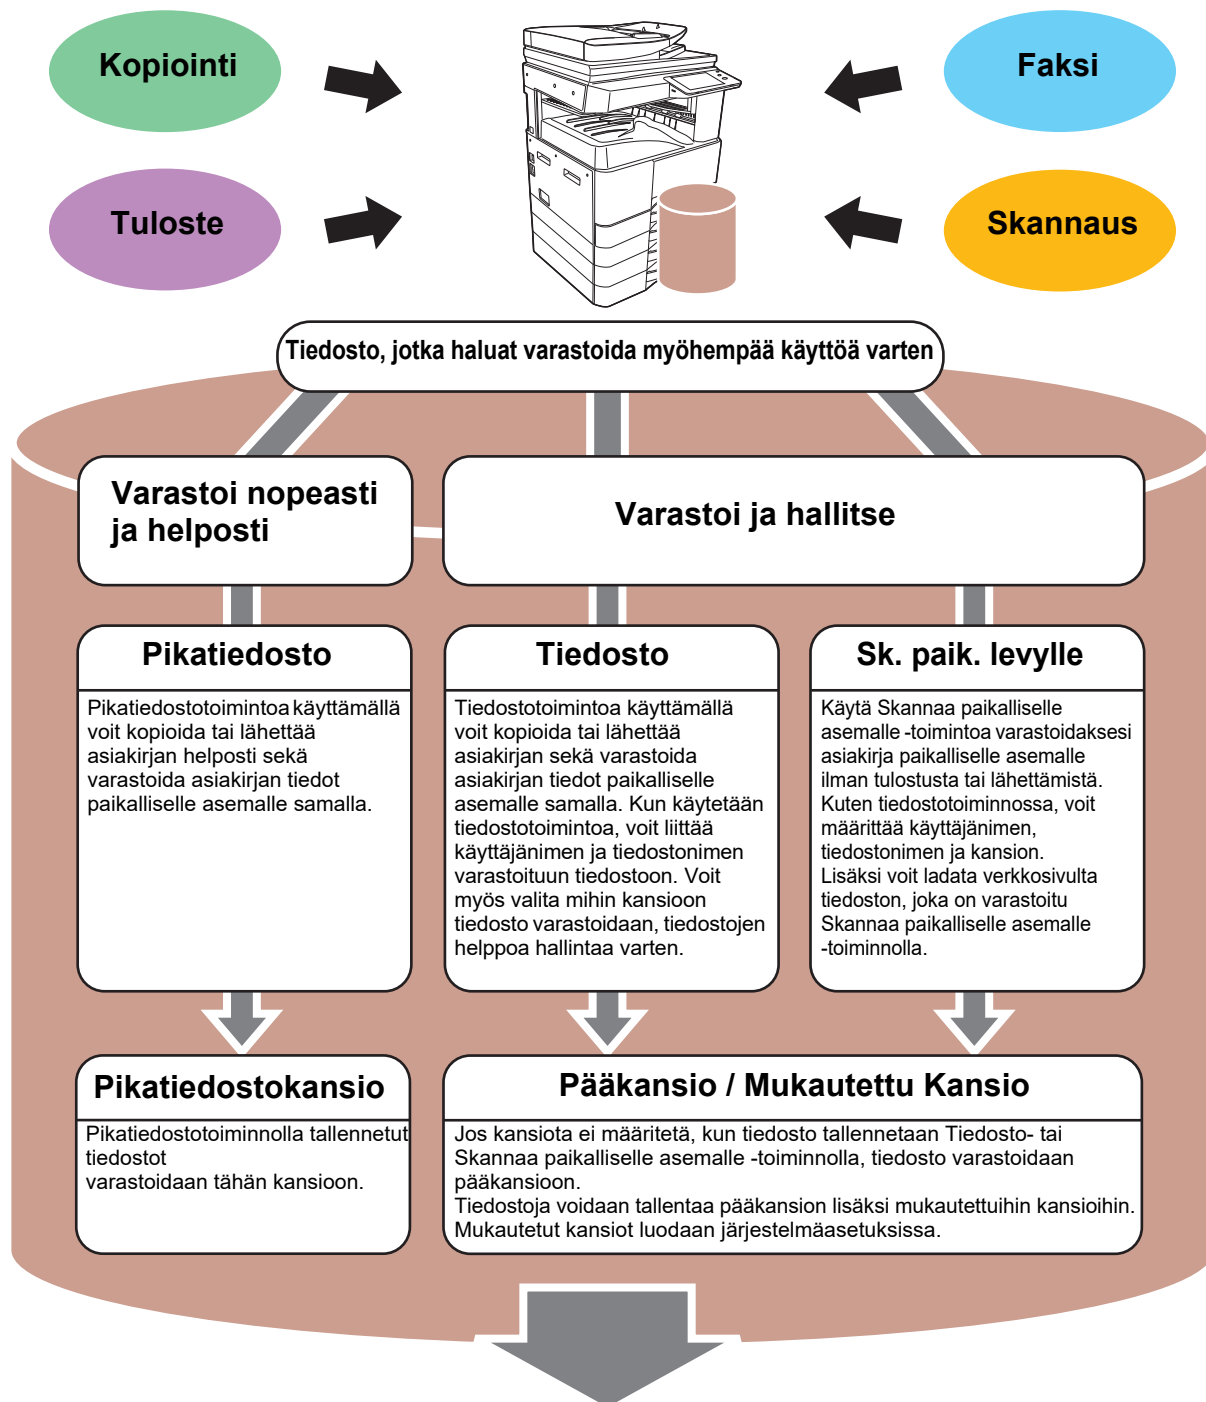 Kopiointi
Faksi
Tuloste
Skannaus
Tiedosto, jotka haluat varastoida myöhempää käyttöä varten
Varastoi nopeasti
ja helposti
Varastoi ja hallitse
Pikatiedosto
Pikatiedostotoimintoa käyttämällä
voit kopioida tai lähettää
asiakirjan helposti sekä
varastoida asiakirjan tiedot
paikalliselle asemalle samalla.
Tiedosto
Tiedostotoimintoa käyttämällä
voit kopioida tai lähettää
asiakirjan sekä varastoida
asiakirjan tiedot paikalliselle
asemalle samalla. Kun käytetään
tiedostotoimintoa, voit liittää
käyttäjänimen ja tiedostonimen
varastoituun tiedostoon. Voit
myös valita mihin kansioon
tiedosto varastoidaan, tiedostojen
helppoa hallintaa varten.
Sk. paik. levylle
Käytä Skannaa paikalliselle
asemalle -toimintoa varastoidaksesi
asiakirja paikalliselle asemalle
ilman tulostusta tai lähettämistä.
Kuten tiedostotoiminnossa, voit
määrittää käyttäjänimen,
tiedostonimen ja kansion.
Lisäksi voit ladata verkkosivulta
tiedoston, joka on varastoitu
Skannaa paikalliselle asemalle
-toiminnolla.
Pikatiedostokansio
Pikatiedostotoiminnolla tallennetut
tiedostot
varastoidaan tähän kansioon.
Pääkansio / Mukautettu Kansio
Jos kansiota ei määritetä, kun tiedosto tallennetaan Tiedosto- tai
Skannaa paikalliselle asemalle -toiminnolla, tiedosto varastoidaan
pääkansioon.
Tiedostoja voidaan tallentaa pääkansion lisäksi mukautettuihin kansioihin.
Mukautetut kansiot luodaan järjestelmäasetuksissa.